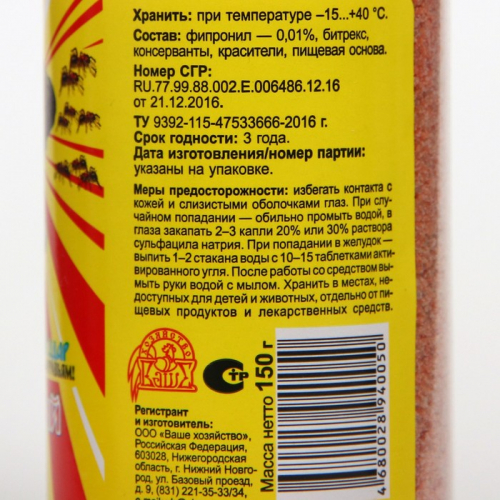 Хранить: при температуре –15...+40 °С.
Состав: фипронил — 0,01%, битрекс,
консерванты, красители, пищевая основа.
Номер СГР:
RU.77.99.88.002.E.006486.12.16
от 21.12.2016.
ТУ 9392-115-47533666-2016 г.
Срок годности: 3 года.
Дата изготовления/номер партии:
указаны на упаковке.
Меры предосторожности: избегать контакта с
кожей и слизистыми оболочками глаз. При слу-
чайном попадании — обильно промыть водой, в
глаза закапать 2–3 капли 20% или 30% раствора
сульфацила натрия. При попадании в желудок –
выпить 1–2 стакана воды с 10–15 таблетками акти-
вированного угля. После работы со средством вы-
мыть руки водой с мылом. Хранить в местах, не-
доступных для детей и животных, отдельно от пи-
щевых продуктов и лекарственных средств.
ХОЗЯЙСТВО
ВАШЕ
Стр
Масса нетто 150 г
4 680028 940050
Регистрант
и изготовитель:
ООО «Ваше хозяйство»,
Российская Федерация,
603028, Нижегородская
область, г. Нижний Новго-
род, ул. Базовый проезд,
д. 9, (831) 221-35-33/34,